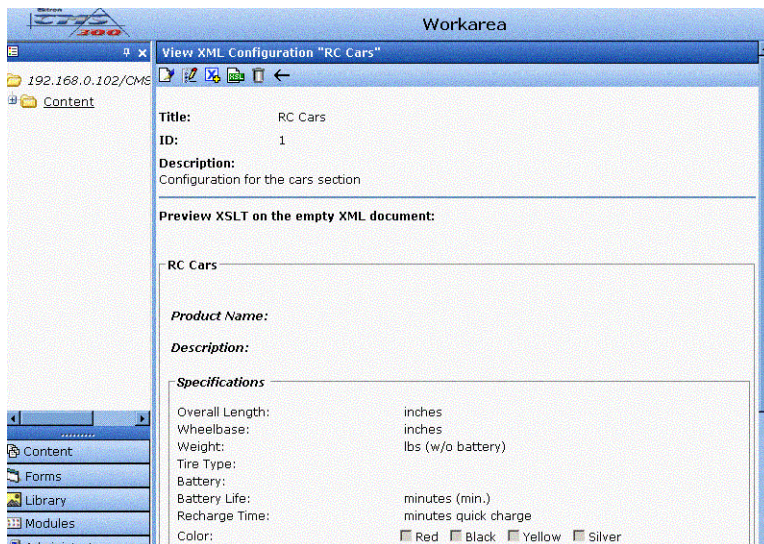 Ektron
CMS
300
Workarea
View XML Configuration "RC Cars"
192.168.0.102/CMS
Content
Title: RC Cars
ID: 1
Description:
Configuration for the cars section
Preview XSLT on the empty XML document:
RC Cars
Product Name:
Description:
Specifications
Overall Length: inches
Wheelbase: inches
Weight: lbs (w/o battery)
Tire Type:
Battery:
Battery Life: minutes (min.)
Recharge Time: minutes quick charge
Color: Red Black Yellow Silver
Content
Forms
Library
Modules